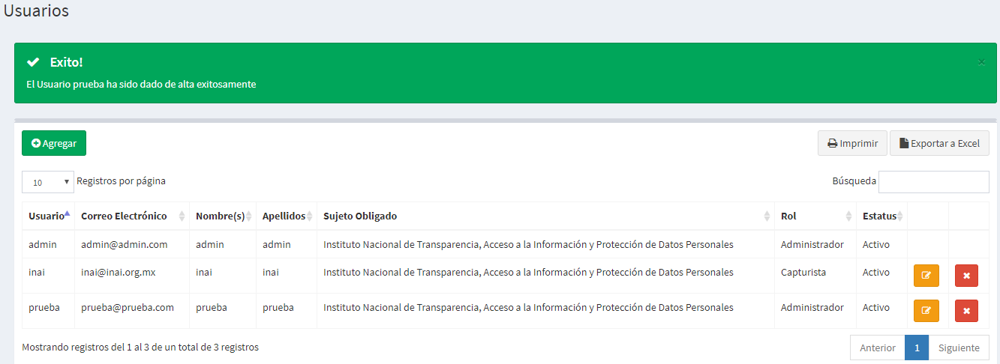 Usuarios
Exito!
×
El Usuario prueba ha sido dado de alta exitosamente
Agregar
Imprimir Exportar a Excel
10 Registros por página
Búsqueda
Usuario Correo Electrónico Nombre(s) Apellidos Sujeto Obligado Rol Estatus
admin admin@admin.com admin admin Instituto Nacional de Transparencia, Acceso a la Información y Protección de Datos Personales Administrador Activo
inai inai@inai.org.mx inai inai Instituto Nacional de Transparencia, Acceso a la Información y Protección de Datos Personales Capturista Activo
prueba prueba@prueba.com prueba prueba Instituto Nacional de Transparencia, Acceso a la Información y Protección de Datos Personales Administrador Activo
Mostrando registros del 1 al 3 de un total de 3 registros
Anterior 1 Siguiente